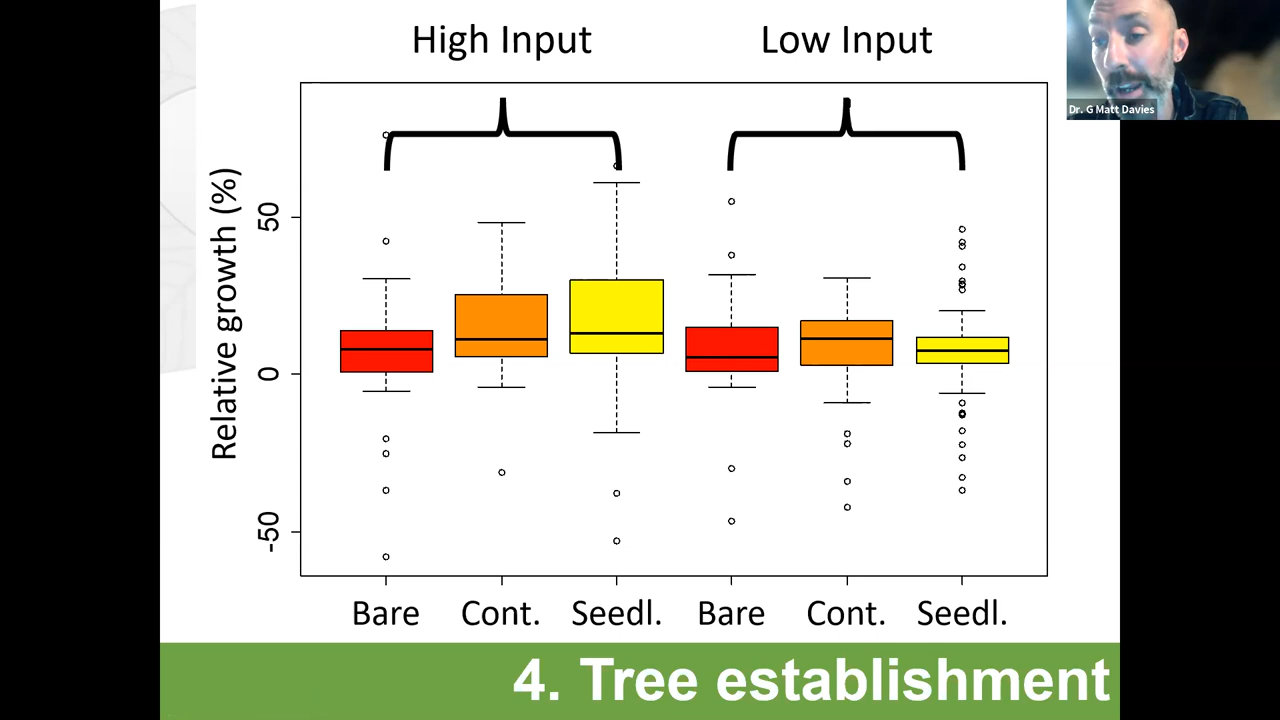 High Input
Low Input
Dr. G Matt Davies
Relative growth (%)
50
0
-50
Bare
Cont.
Seedl.
Bare
Cont.
Seedl.
4. Tree establishment